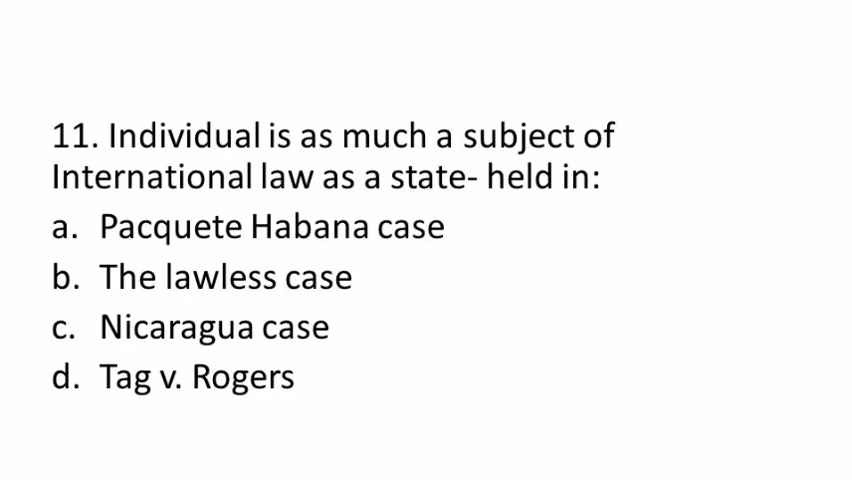 11. Individual is as much a subject of
International law as a state- held in:
a. Pacquete Habana case
b. The lawless case
c. Nicaragua case
d. Tag v. Rogers